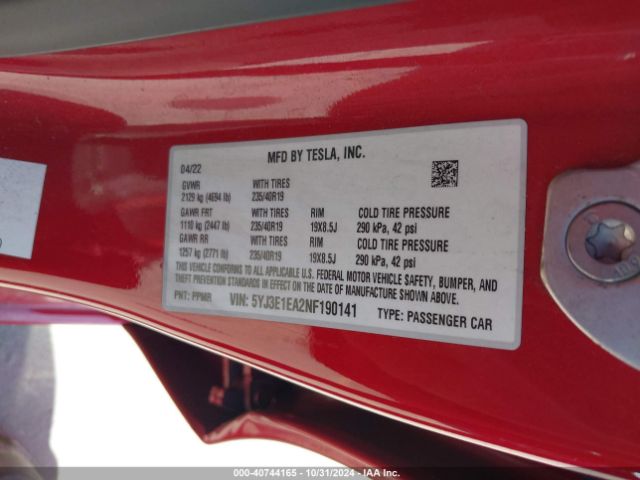 MFD BY TESLA, INC.
04/22
GVWR WITH TIRES
2129 kg (4694 lb) 235/40R19
GAWR FRT WITH TIRES RIM COLD TIRE PRESSURE
1110 kg (2447 lb) 235/40R19 19X8.5J 290 kPa, 42 psi
GAWR RR WITH TIRES RIM COLD TIRE PRESSURE
1257 kg (2771 lb) 235/40R19 19X8.5J 290 kPa, 42 psi
THIS VEHICLE CONFORMS TO ALL APPLICABLE U.S. FEDERAL MOTOR VEHICLE SAFETY, BUMPER, AND
THEFT PREVENTION STANDARDS IN EFFECT ON THE DATE OF MANUFACTURE SHOWN ABOVE.
PNT: PPMR VIN: 5YJ3E1EA2NF190141 TYPE: PASSENGER CAR
000-40744165 - 10/31/2024 - IAA Inc.